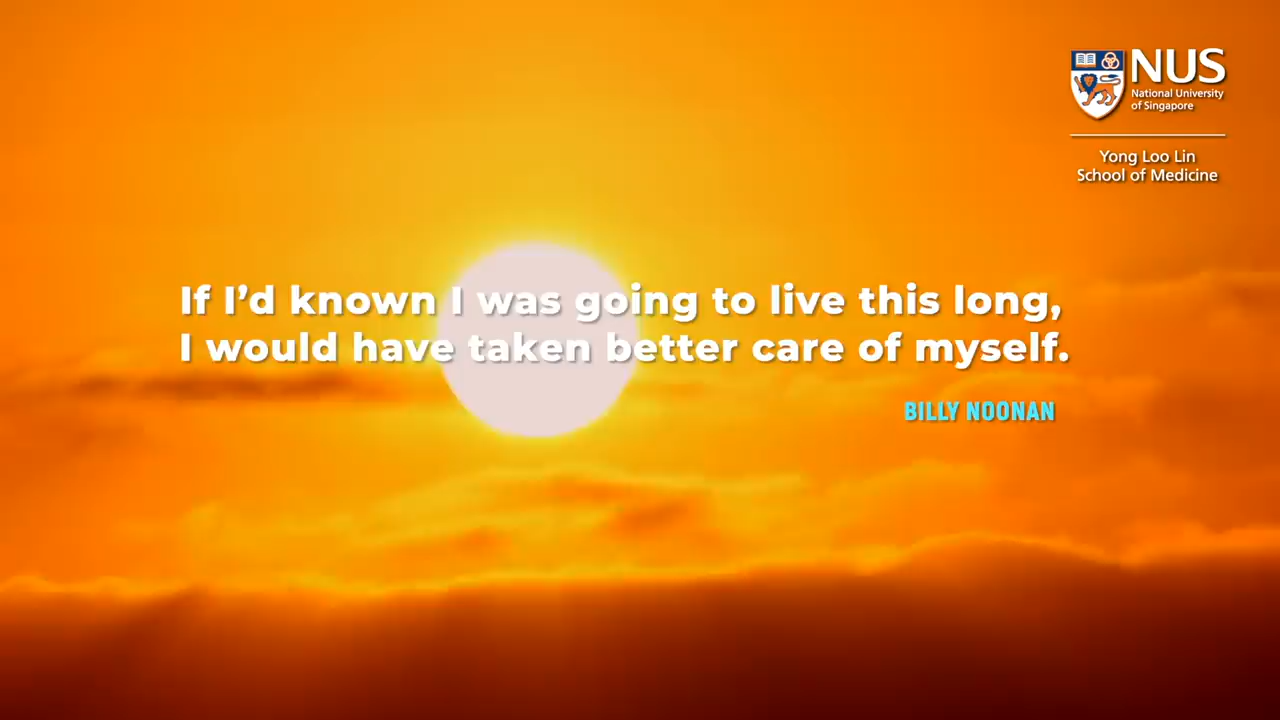 NUS
National University
of Singapore
Yong Loo Lin
School of Medicine
If I’d known I was going to live this long,
I would have taken better care of myself.
BILLY NOONAN